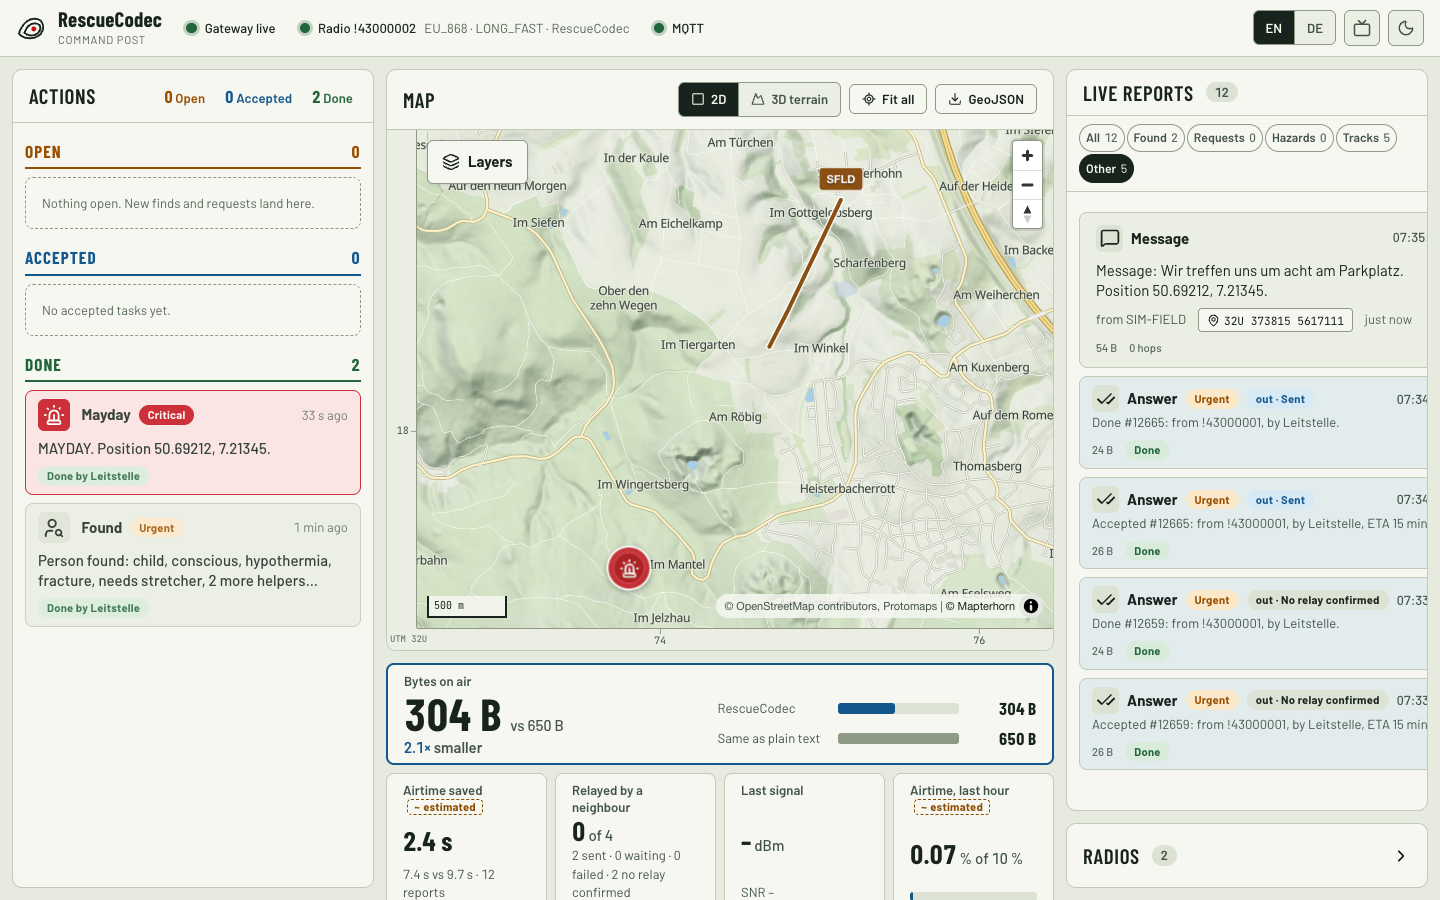 RescueCodec
COMMAND POST
Gateway live
Radio !43000002 EU_868 · LONG_FAST · RescueCodec
MQTT
EN DE
ACTIONS
0 Open 0 Accepted 2 Done
OPEN 0
Nothing open. New finds and requests land here.
ACCEPTED 0
No accepted tasks yet.
DONE 2
Mayday Critical 33 s ago
MAYDAY. Position 50.69212, 7.21345.
Done by Leitstelle
Found Urgent 1 min ago
Person found: child, conscious, hypothermia,
fracture, needs stretcher, 2 more helpers...
Done by Leitstelle
MAP
2D 3D terrain Fit all GeoJSON
Layers
Am Türchen
In der Kaule
SFLD
erhohn
Auf den neun Morgen
Auf der Heide
Im Siefen
Am Eichelkamp
Im Gottgelobsberg
Im Backe
Scharfenberg
Ober den
zehn Wegen
Am Weiherchen
Im Tiergarten
Im Winkel
Am Kuxenberg
Am Röbig
Auf dem Rome
18
Thomasberg
Im Wingertsberg
Heisterbacherrott
rbahn
Im Mantel
Am Eselsweg
500 m
© OpenStreetMap contributors, Protomaps | © Mapterhorn
Im Jelzhau
UTM 32U 74 76
Bytes on air
304 B vs 650 B
2.1× smaller
RescueCodec 304 B
Same as plain text 650 B
Airtime saved
~ estimated
2.4 s
7.4 s vs 9.7 s · 12
reports
Relayed by a
neighbour
0 of 4
2 sent · 0 waiting · 0
failed · 2 no relay
confirmed
Last signal
– dBm
SNR –
Airtime, last hour
~ estimated
0.07 % of 10 %
LIVE REPORTS 12
All 12 Found 2 Requests 0 Hazards 0 Tracks 5
Other 5
Message 07:35
Message: Wir treffen uns um acht am Parkplatz.
Position 50.69212, 7.21345.
from SIM-FIELD 32U 373815 5617111 just now
54 B 0 hops
Answer Urgent out · Sent 07:34
Done #12665: from !43000001, by Leitstelle.
24 B Done
Answer Urgent out · Sent 07:34
Accepted #12665: from !43000001, by Leitstelle, ETA 15 min
26 B Done
Answer Urgent out · No relay confirmed 07:33
Done #12659: from !43000001, by Leitstelle.
24 B Done
Answer Urgent out · No relay confirmed 07:33
Accepted #12659: from !43000001, by Leitstelle, ETA 15 min
26 B Done
RADIOS 2